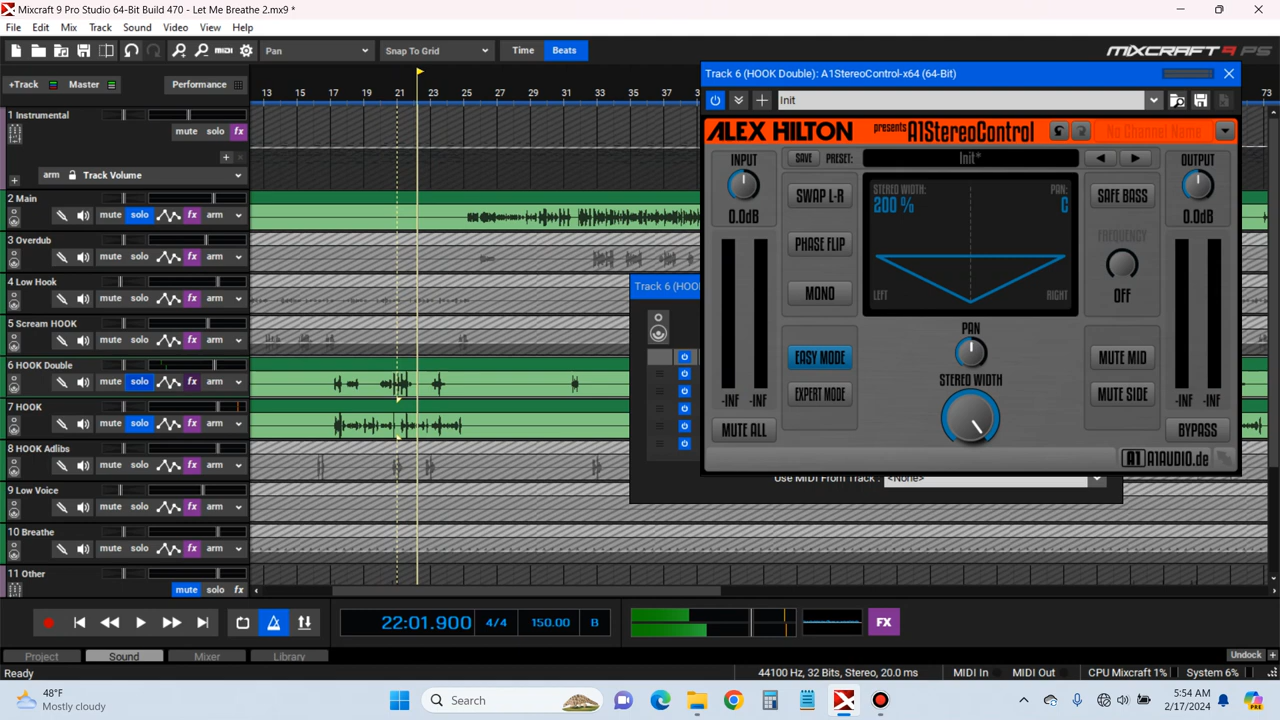 Mixcraft 9 Pro Studio 64-Bit Build 470 - Let Me Breathe 2.mx9 *
File Edit Mix Track Sound Video View Help
MIDI Pan Snap To Grid Time Beats MIXCRAFT 9 PS
+Track Master Performance 13 15 17 19 21 23 25 27 29 31 33 35 37 73
Track 6 (HOOK Double): A1StereoControl-x64 (64-Bit)
Init
ALEX HILTON presents A1StereoControl No Channel Name
INPUT SAVE PRESET: Init* OUTPUT
0.0dB SWAP L-R STEREO WIDTH: 200 % PAN: C SAFE BASS 0.0dB
PHASE FLIP FREQUENCY
MONO LEFT RIGHT OFF
PAN
EASY MODE MUTE MID
STEREO WIDTH
EXPERT MODE MUTE SIDE
-INF -INF -INF -INF
MUTE ALL BYPASS
A1 A1AUDIO.de
Track 6 (HOO
Use MIDI From Track : <None>
1 Instrumental
mute solo fx
arm Track Volume
2 Main
mute solo fx arm
3 Overdub
mute solo fx arm
4 Low Hook
mute solo fx arm
5 Scream HOOK
mute solo fx arm
6 HOOK Double
mute solo fx arm
7 HOOK
mute solo fx arm
8 HOOK Adlibs
mute solo fx arm
9 Low Voice
mute solo fx arm
10 Breathe
mute solo fx arm
11 Other
mute solo fx
22:01.900 4/4 150.00 B FX
Project Sound Mixer Library Undock
Ready 44100 Hz, 32 Bits, Stereo, 20.0 ms MIDI In MIDI Out CPU Mixcraft 1% System 6%
48°F
Mostly cloudy
Search
5:54 AM
2/17/2024
PRE